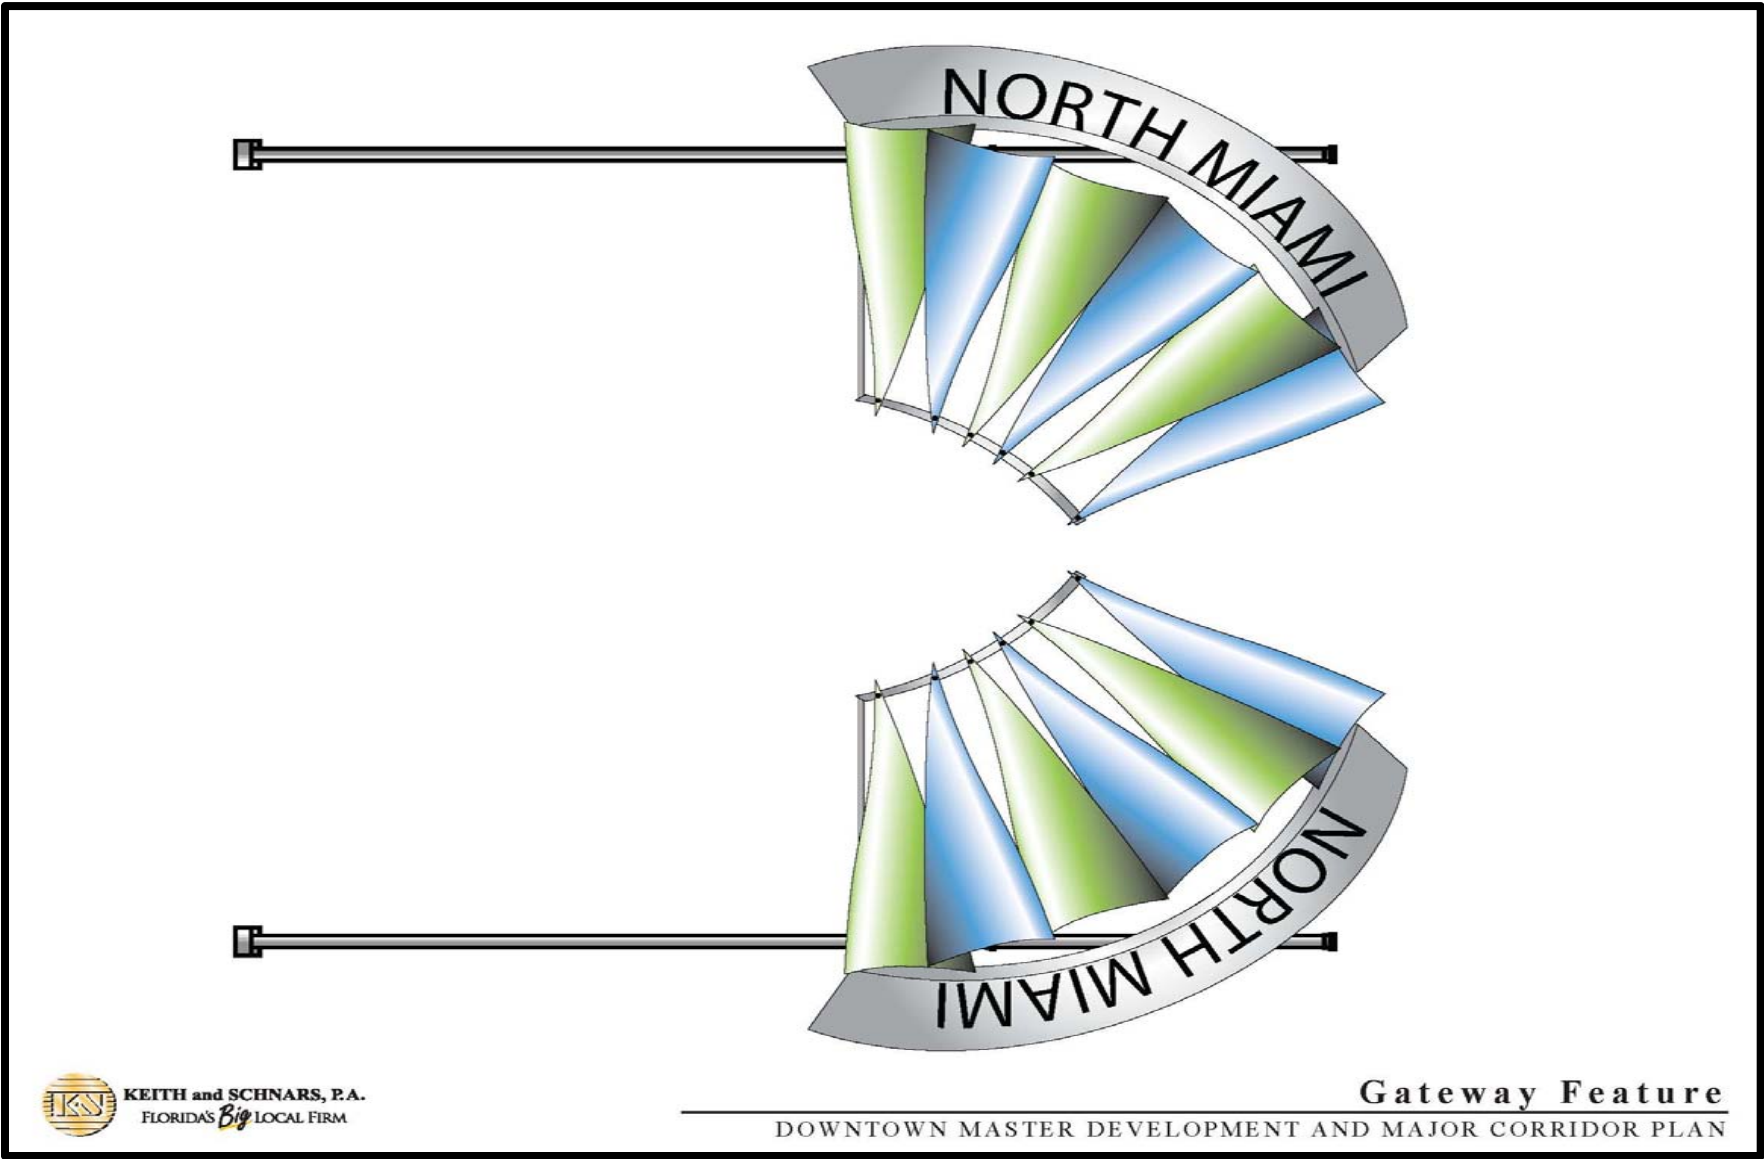 NORTH MIAMI
NORTH MIAMI
KEITH and SCHNARS, P.A.
FLORIDA'S Big LOCAL FIRM
Gateway Feature
DOWNTOWN MASTER DEVELOPMENT AND MAJOR CORRIDOR PLAN